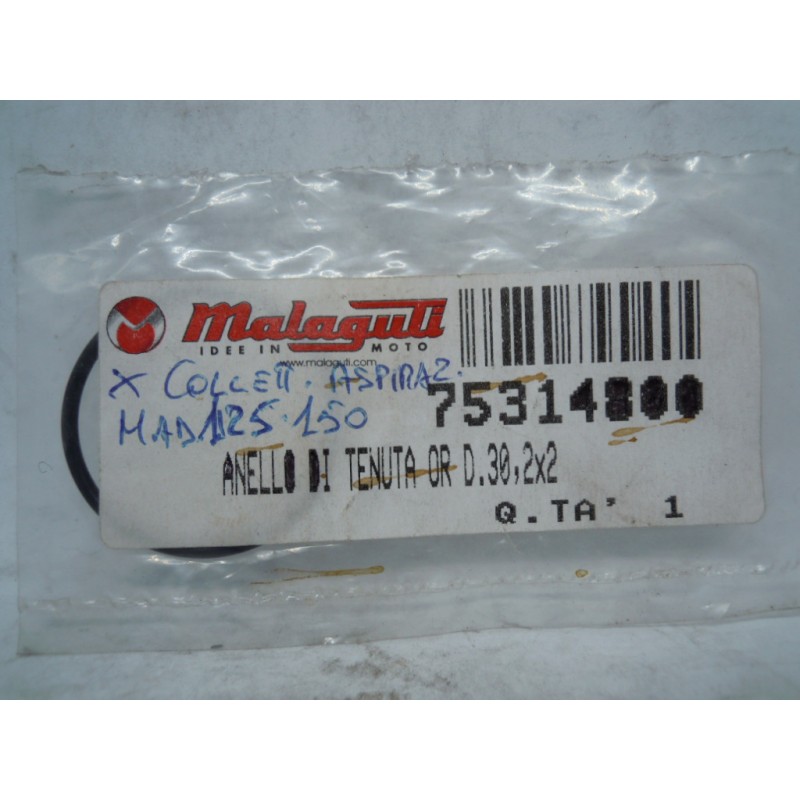 Malaguti
IDEE IN MOTO
www.malaguti.com
X COLLETT. ASPIRAZ.
MAD 125-150
75314800
ANELLO DI TENUTA OR D.30,2x2
Q.TA' 1